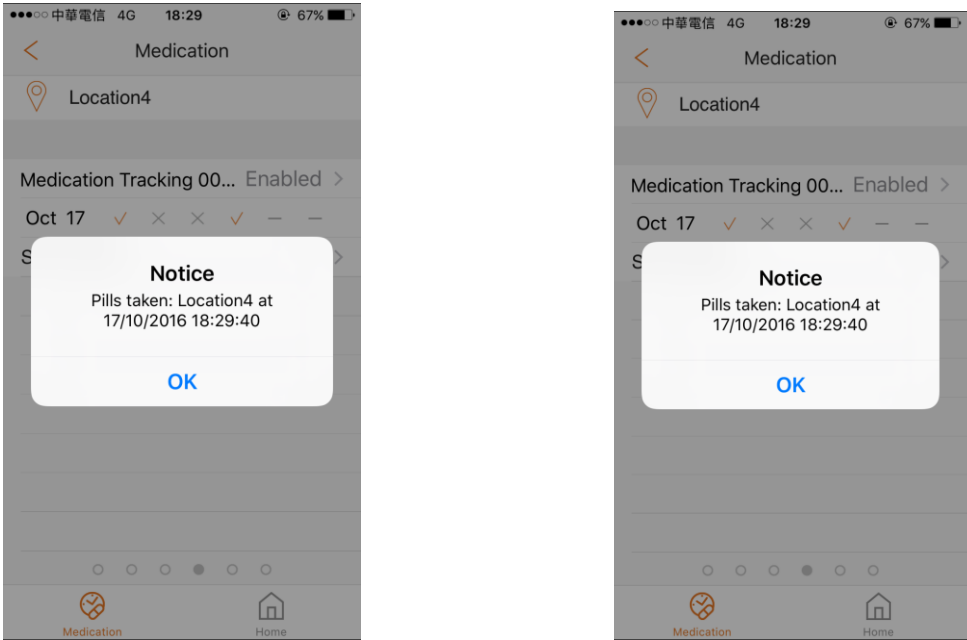 中華電信 4G 18:29 67%
Medication
Location4
Medication Tracking 00... Enabled
Oct 17
S
Notice
Pills taken: Location4 at
17/10/2016 18:29:40
OK
Medication Home
中華電信 4G 18:29 67%
Medication
Location4
Medication Tracking 00... Enabled
Oct 17
S
Notice
Pills taken: Location4 at
17/10/2016 18:29:40
OK
Medication Home